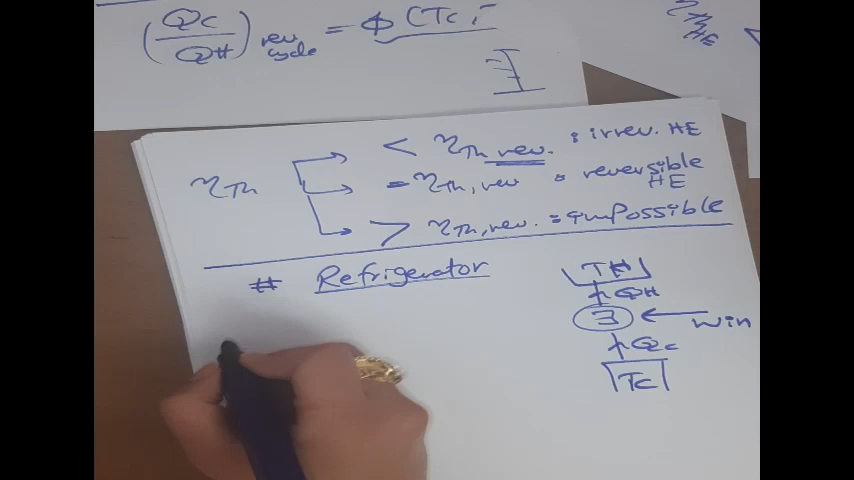 (Qc / QH) rev cycle = ϕ (Tc,
ηTh → < ηTh rev. : irrev. HE
→ = ηTh, rev : reversible HE
→ > ηTh, rev. : impossible
# Refrigerator
TH
QH
← Win
Qc
Tc